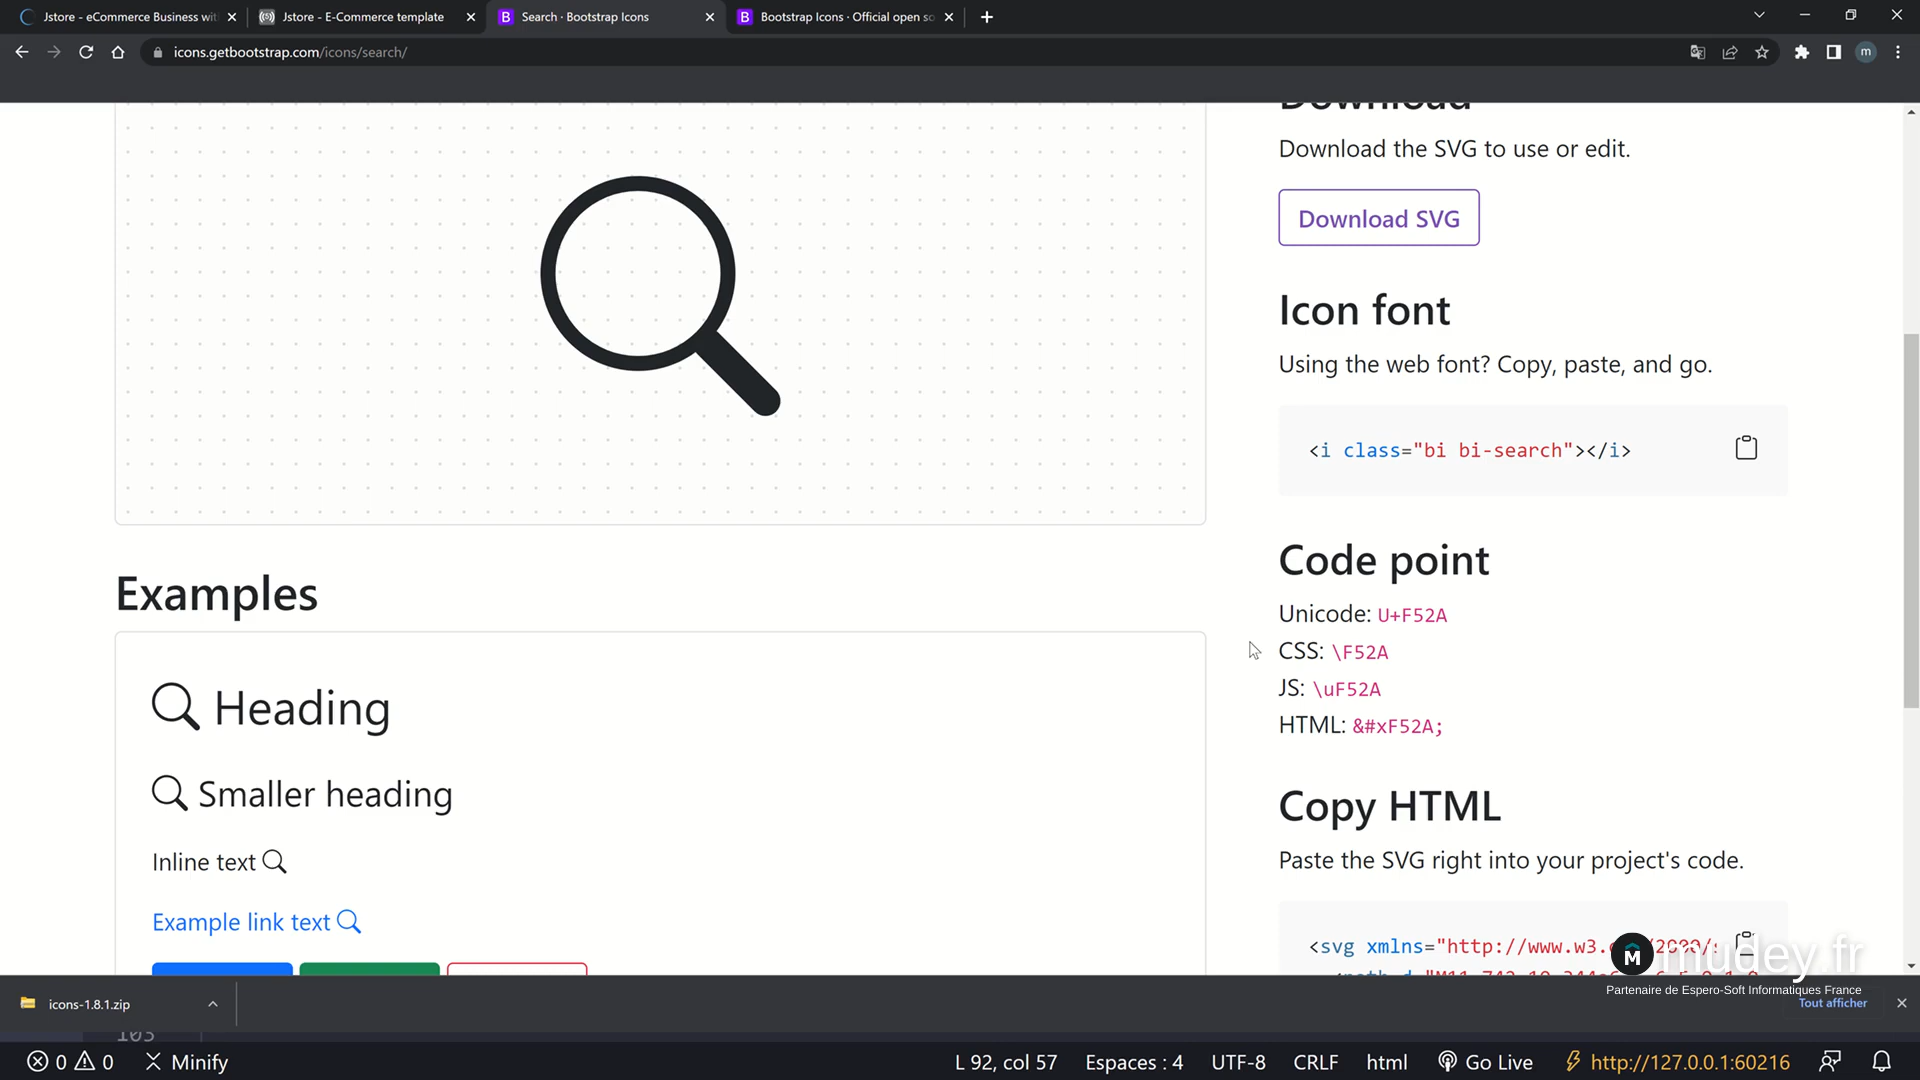 Jstore - eCommerce Business wit
Jstore - E-Commerce template
Search · Bootstrap Icons
Bootstrap Icons · Official open so
icons.getbootstrap.com/icons/search/
m
Download
Download the SVG to use or edit.
Download SVG
Icon font
Using the web font? Copy, paste, and go.
<i class="bi bi-search"></i>
Code point
Unicode: U+F52A
CSS: \F52A
JS: \uF52A
HTML: &#xF52A;
Copy HTML
Paste the SVG right into your project's code.
<svg xmlns="http://www.w3.
Examples
Heading
Smaller heading
Inline text
Example link text
M mudey.fr
Partenaire de Espero-Soft Informatiques France
icons-1.8.1.zip
Tout afficher
103
0 0 Minify
L 92, col 57 Espaces : 4 UTF-8 CRLF html Go Live http://127.0.0.1:60216